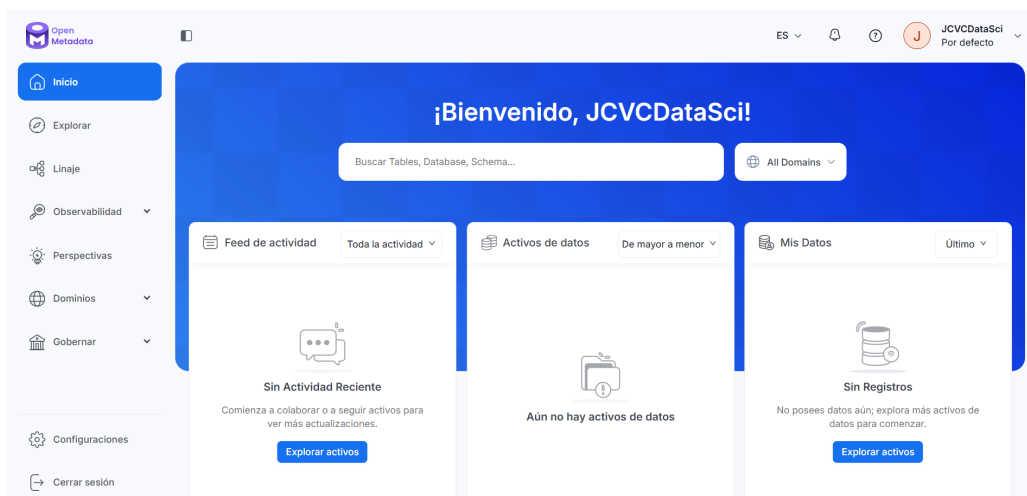 Open
Metadata
ES
J
JCVCDataSci
Por defecto
Inicio
Explorar
Linaje
Observabilidad
Perspectivas
Dominios
Gobernar
Configuraciones
Cerrar sesión
¡Bienvenido, JCVCDataSci!
Buscar Tables, Database, Schema...
All Domains
Feed de actividad
Toda la actividad
Sin Actividad Reciente
Comienza a colaborar o a seguir activos para
ver más actualizaciones.
Explorar activos
Activos de datos
De mayor a menor
Aún no hay activos de datos
Mis Datos
Último
Sin Registros
No posees datos aún; explora más activos de
datos para comenzar.
Explorar activos